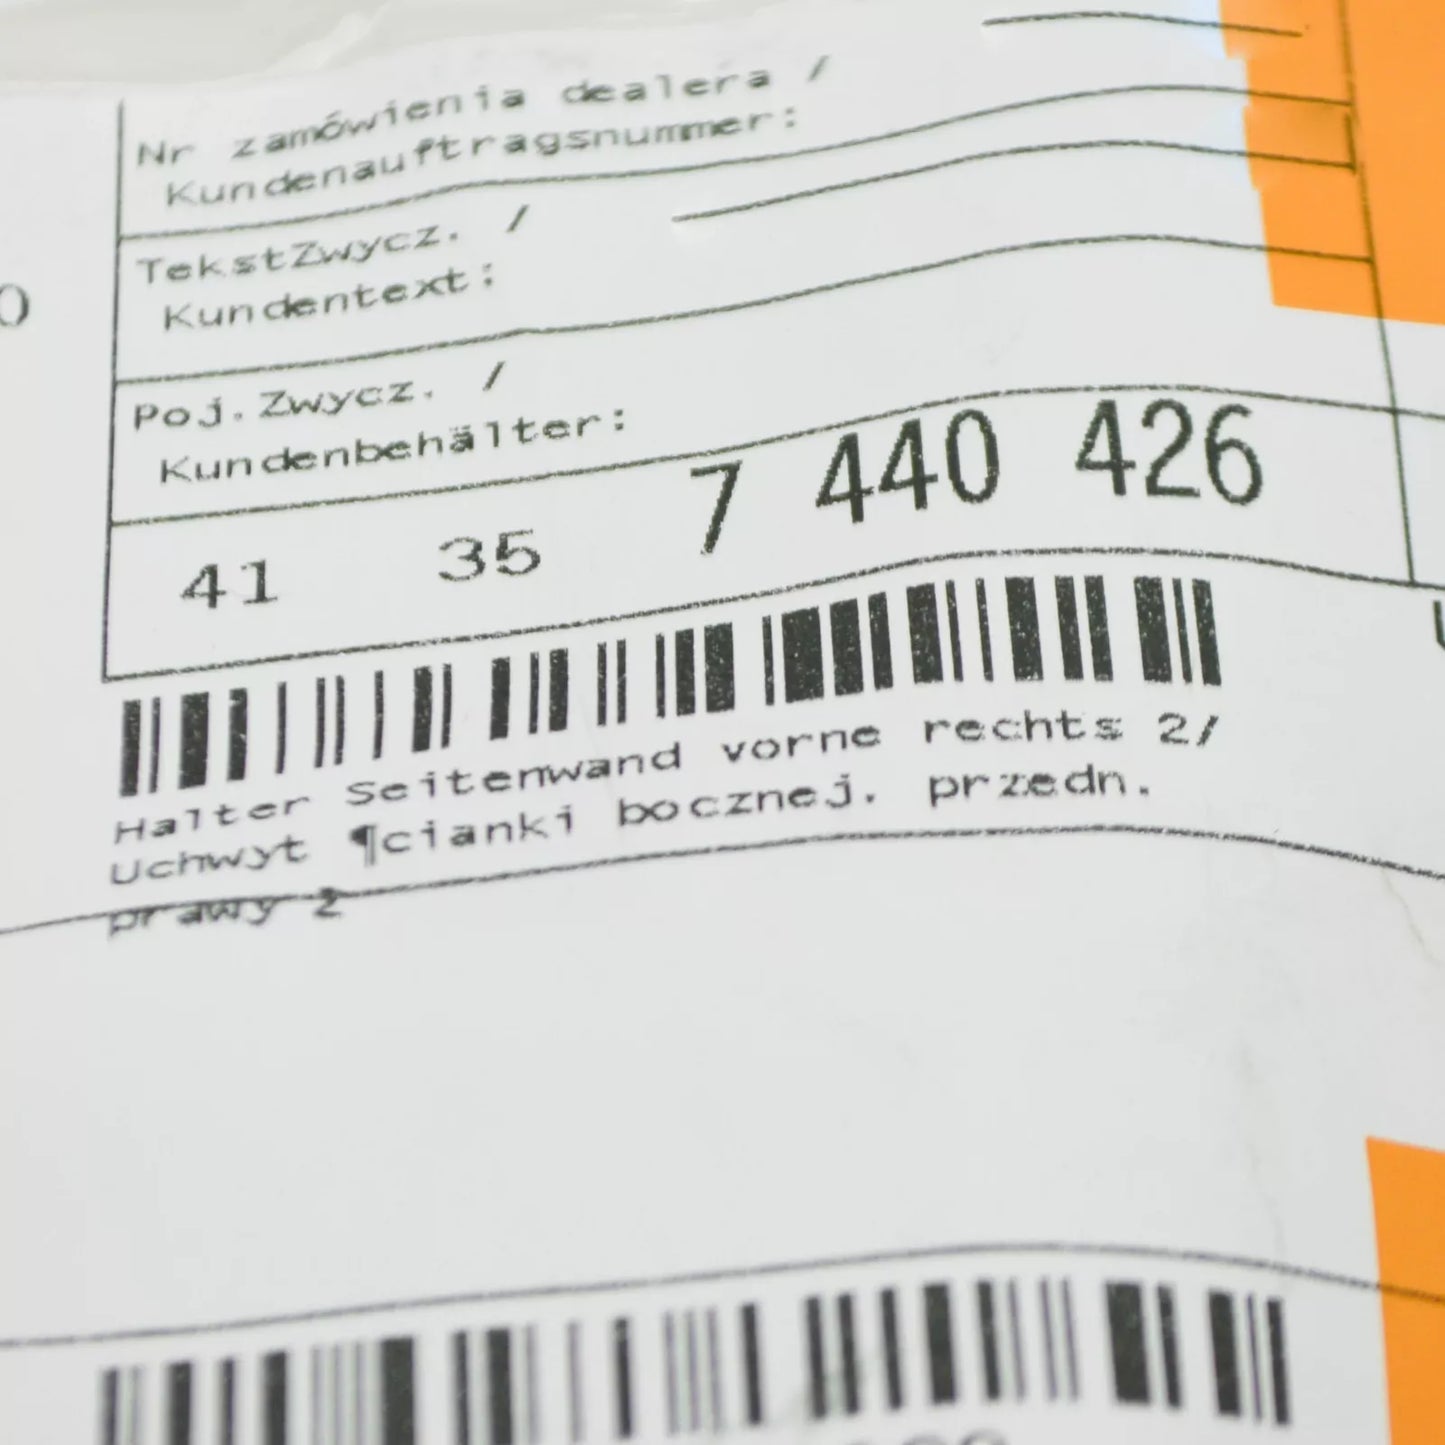 Nr zamówienia dealera /
Kundenauftragsnummer:
TekstZwycz. /
Kundentext:
Poj.Zwycz. /
Kundenbehälter:
41 35 7 440 426
Halter Seitenwand vorne rechts 2/
Uchwyt ¶cianki bocznej. przedn.
prawy 2